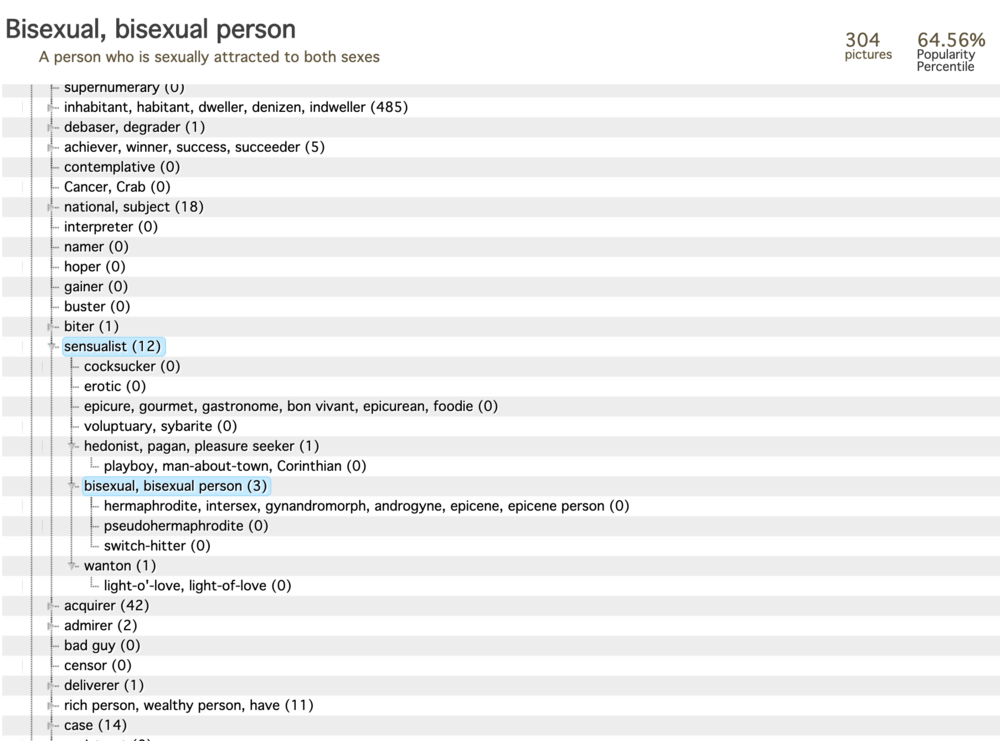 Bisexual, bisexual person
A person who is sexually attracted to both sexes
304
pictures
64.56%
Popularity
Percentile
supernumerary (0)
inhabitant, habitant, dweller, denizen, indweller (485)
debaser, degrader (1)
achiever, winner, success, succeeder (5)
contemplative (0)
Cancer, Crab (0)
national, subject (18)
interpreter (0)
namer (0)
hoper (0)
gainer (0)
buster (0)
biter (1)
sensualist (12)
cocksucker (0)
erotic (0)
epicure, gourmet, gastronome, bon vivant, epicurean, foodie (0)
voluptuary, sybarite (0)
hedonist, pagan, pleasure seeker (1)
playboy, man-about-town, Corinthian (0)
bisexual, bisexual person (3)
hermaphrodite, intersex, gynandromorph, androgyne, epicene, epicene person (0)
pseudohermaphrodite (0)
switch-hitter (0)
wanton (1)
light-o'-love, light-of-love (0)
acquirer (42)
admirer (2)
bad guy (0)
censor (0)
deliverer (1)
rich person, wealthy person, have (11)
case (14)